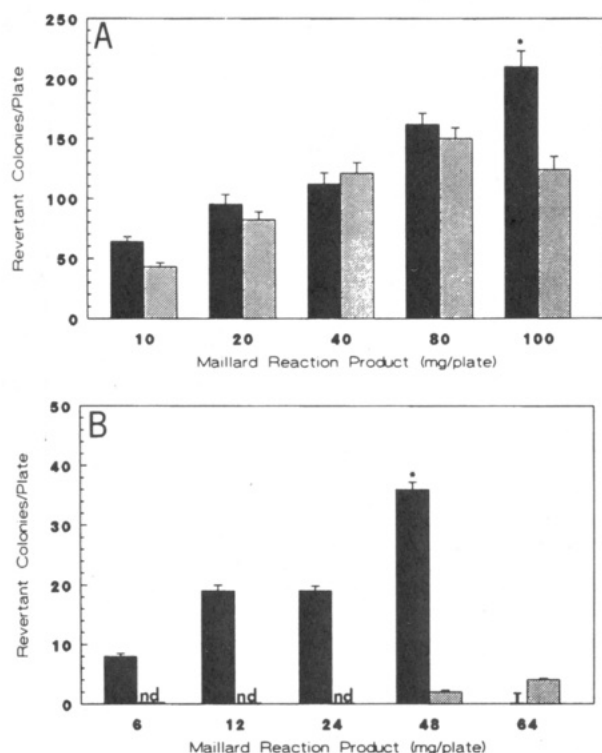 A
Revertant Colonies/Plate
250
200
150
100
50
0
*
10 20 40 80 100
Maillard Reaction Product (mg/plate)
B
Revertant Colonies/Plate
50
40
30
20
10
0
*
nd nd nd T
6 12 24 48 64
Maillard Reaction Product (mg/plate)